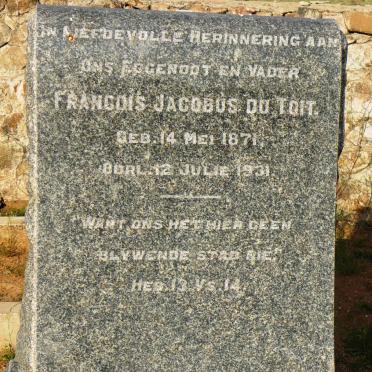 IN LIEFDEVOLLE HERINNERING AAN
ONS EGGENOOT EN VADER
FRANCOIS JACOBUS DU TOIT.
GEB. 14 MEI 1871.
OORL. 12 JULIE 1931
"WANT ONS HET HIER GEEN
BLYWENDE STAD NIE."
HEB. 13 VS. 14.